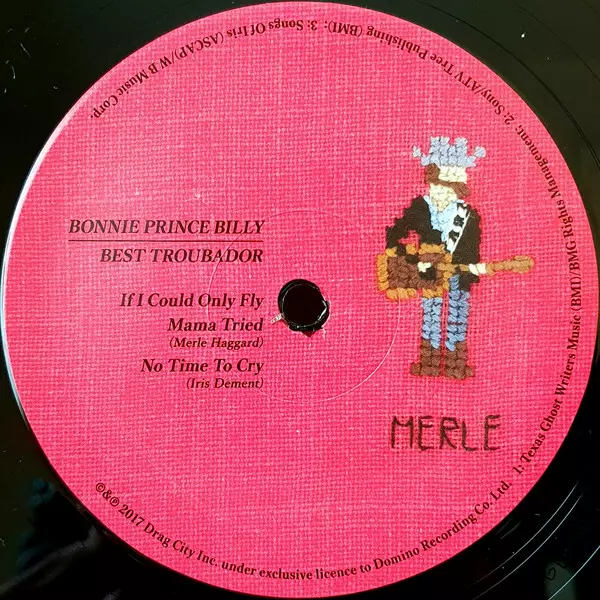 BONNIE PRINCE BILLY
BEST TROUBADOR
If I Could Only Fly
Mama Tried
(Merle Haggard)
No Time To Cry
(Iris Dement)
MERLE
©&℗ 2017 Drag City Inc. under exclusive licence to Domino Recording Co. Ltd. 1: Texas Ghost Writers Music (BMI)/BMG Rights Management: 2: Sony/ATV Tree Publishing (BMI): 3: Songs Of Iris (ASCAP)/W B Music Corp.